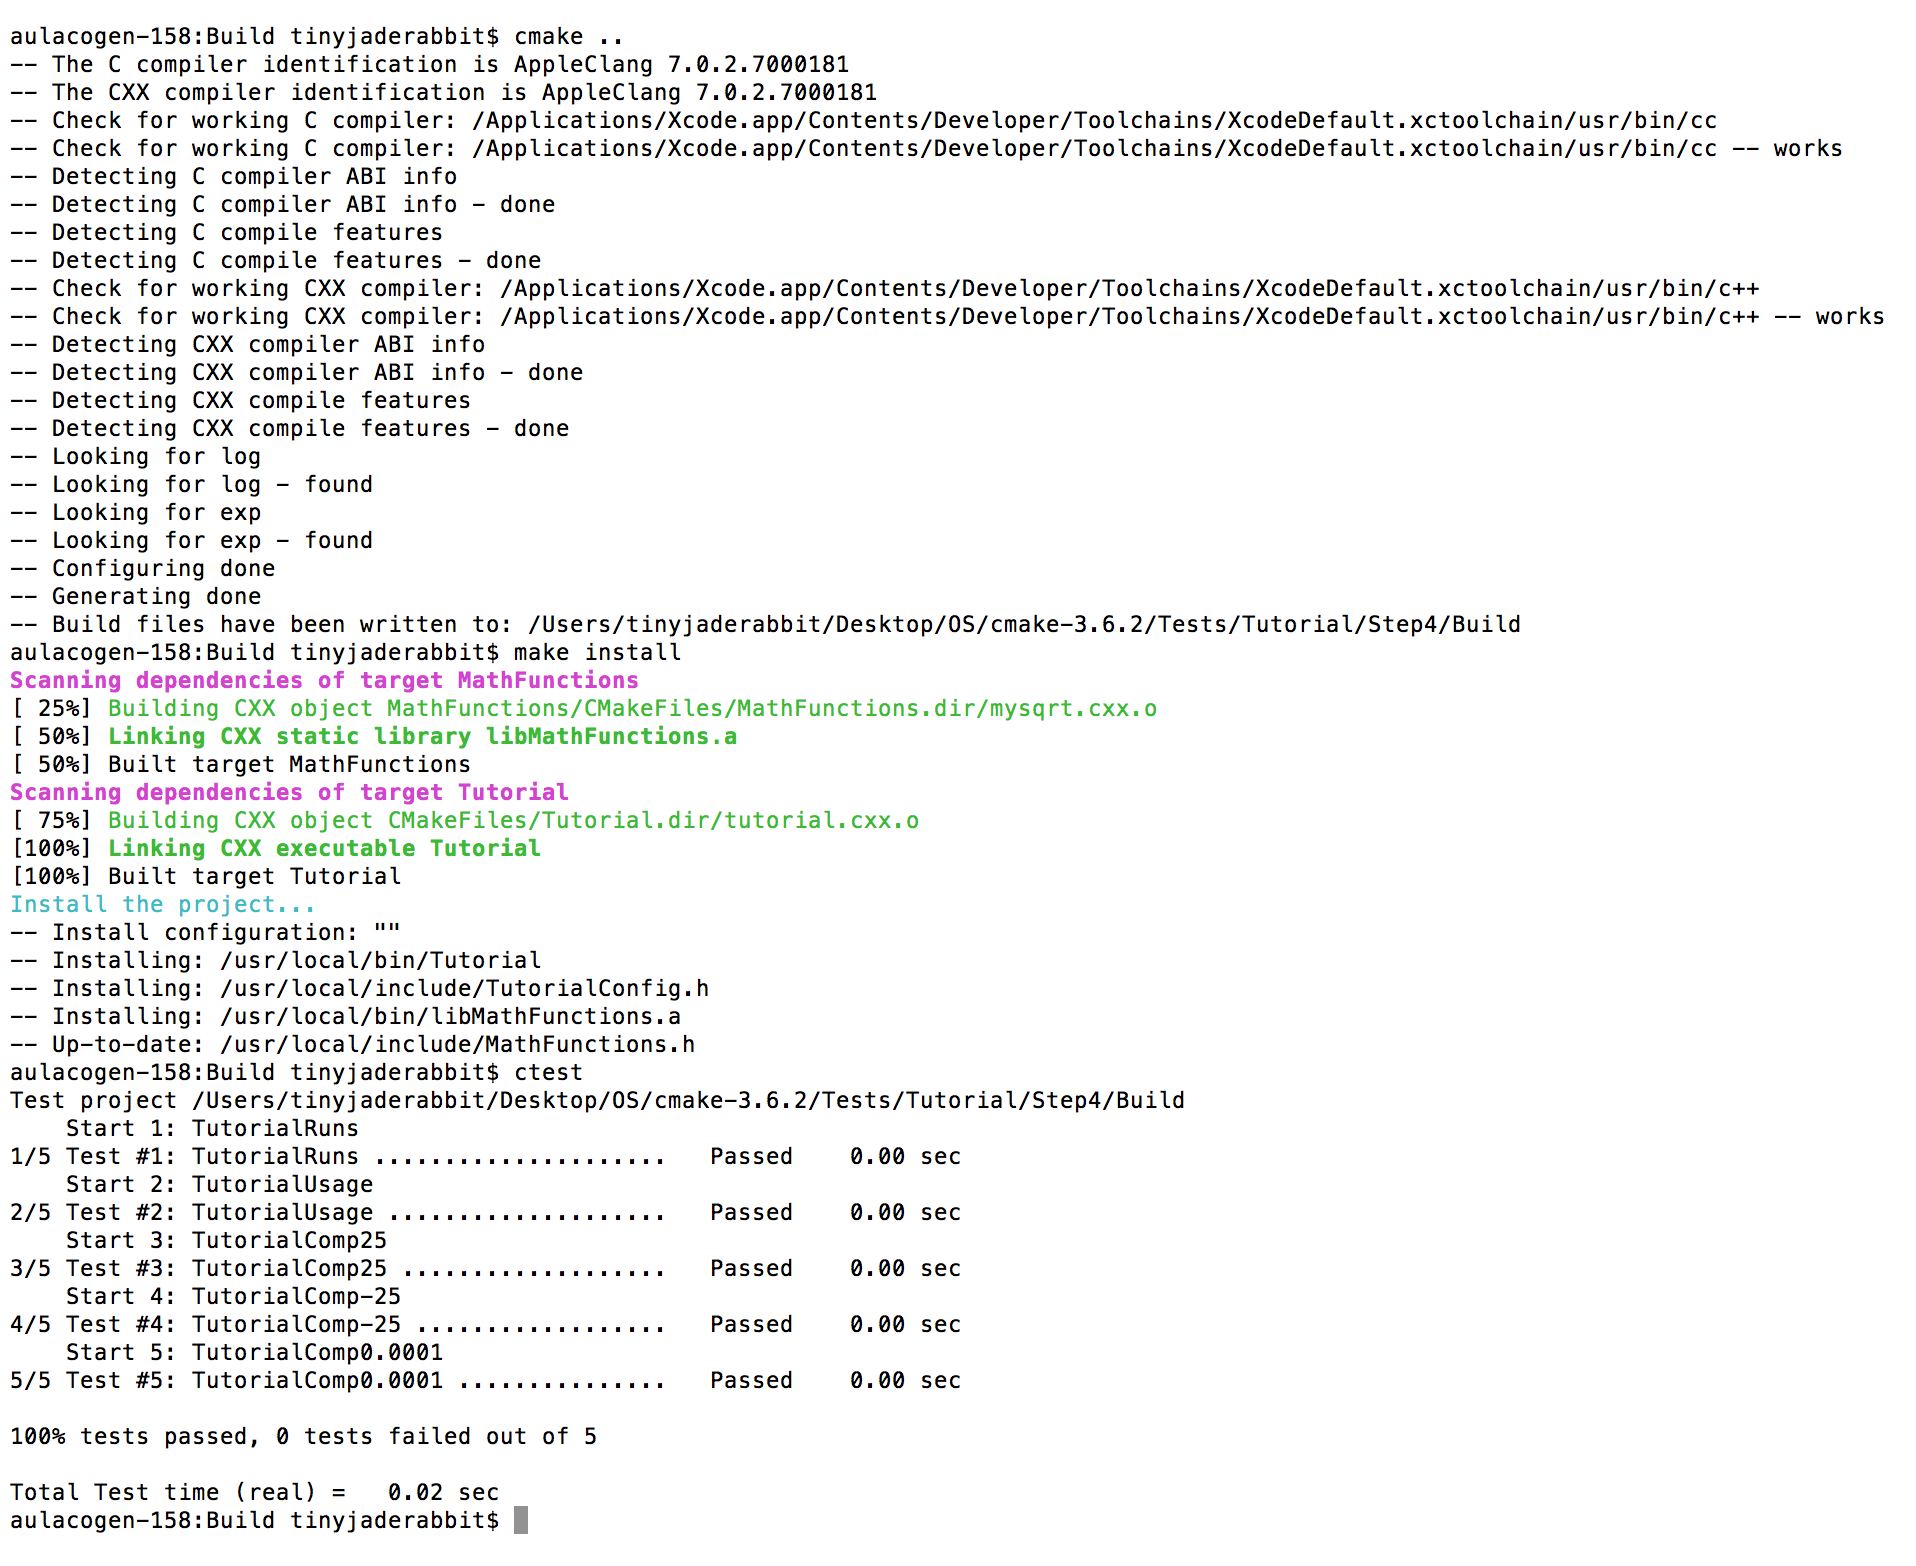 aulacogen-158:Build tinyjaderabbit$ cmake ..
-- The C compiler identification is AppleClang 7.0.2.7000181
-- The CXX compiler identification is AppleClang 7.0.2.7000181
-- Check for working C compiler: /Applications/Xcode.app/Contents/Developer/Toolchains/XcodeDefault.xctoolchain/usr/bin/cc
-- Check for working C compiler: /Applications/Xcode.app/Contents/Developer/Toolchains/XcodeDefault.xctoolchain/usr/bin/cc -- works
-- Detecting C compiler ABI info
-- Detecting C compiler ABI info - done
-- Detecting C compile features
-- Detecting C compile features - done
-- Check for working CXX compiler: /Applications/Xcode.app/Contents/Developer/Toolchains/XcodeDefault.xctoolchain/usr/bin/c++
-- Check for working CXX compiler: /Applications/Xcode.app/Contents/Developer/Toolchains/XcodeDefault.xctoolchain/usr/bin/c++ -- works
-- Detecting CXX compiler ABI info
-- Detecting CXX compiler ABI info - done
-- Detecting CXX compile features
-- Detecting CXX compile features - done
-- Looking for log
-- Looking for log - found
-- Looking for exp
-- Looking for exp - found
-- Configuring done
-- Generating done
-- Build files have been written to: /Users/tinyjaderabbit/Desktop/OS/cmake-3.6.2/Tests/Tutorial/Step4/Build
aulacogen-158:Build tinyjaderabbit$ make install
Scanning dependencies of target MathFunctions
[ 25%] Building CXX object MathFunctions/CMakeFiles/MathFunctions.dir/mysqrt.cxx.o
[ 50%] Linking CXX static library libMathFunctions.a
[ 50%] Built target MathFunctions
Scanning dependencies of target Tutorial
[ 75%] Building CXX object CMakeFiles/Tutorial.dir/tutorial.cxx.o
[100%] Linking CXX executable Tutorial
[100%] Built target Tutorial
Install the project...
-- Install configuration: ""
-- Installing: /usr/local/bin/Tutorial
-- Installing: /usr/local/include/TutorialConfig.h
-- Installing: /usr/local/bin/libMathFunctions.a
-- Up-to-date: /usr/local/include/MathFunctions.h
aulacogen-158:Build tinyjaderabbit$ ctest
Test project /Users/tinyjaderabbit/Desktop/OS/cmake-3.6.2/Tests/Tutorial/Step4/Build
    Start 1: TutorialRuns
1/5 Test #1: TutorialRuns .....................   Passed    0.00 sec
    Start 2: TutorialUsage
2/5 Test #2: TutorialUsage ....................   Passed    0.00 sec
    Start 3: TutorialComp25
3/5 Test #3: TutorialComp25 ...................   Passed    0.00 sec
    Start 4: TutorialComp-25
4/5 Test #4: TutorialComp-25 ..................   Passed    0.00 sec
    Start 5: TutorialComp0.0001
5/5 Test #5: TutorialComp0.0001 ...............   Passed    0.00 sec

100% tests passed, 0 tests failed out of 5

Total Test time (real) =   0.02 sec
aulacogen-158:Build tinyjaderabbit$